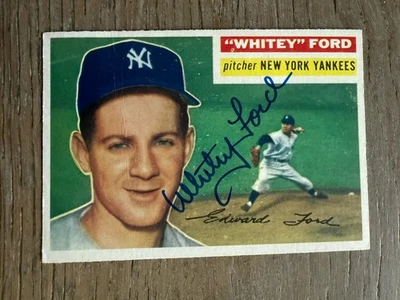 "WHITEY" FORD
pitcher NEW YORK YANKEES
NY
Whitey Ford
Edward Ford